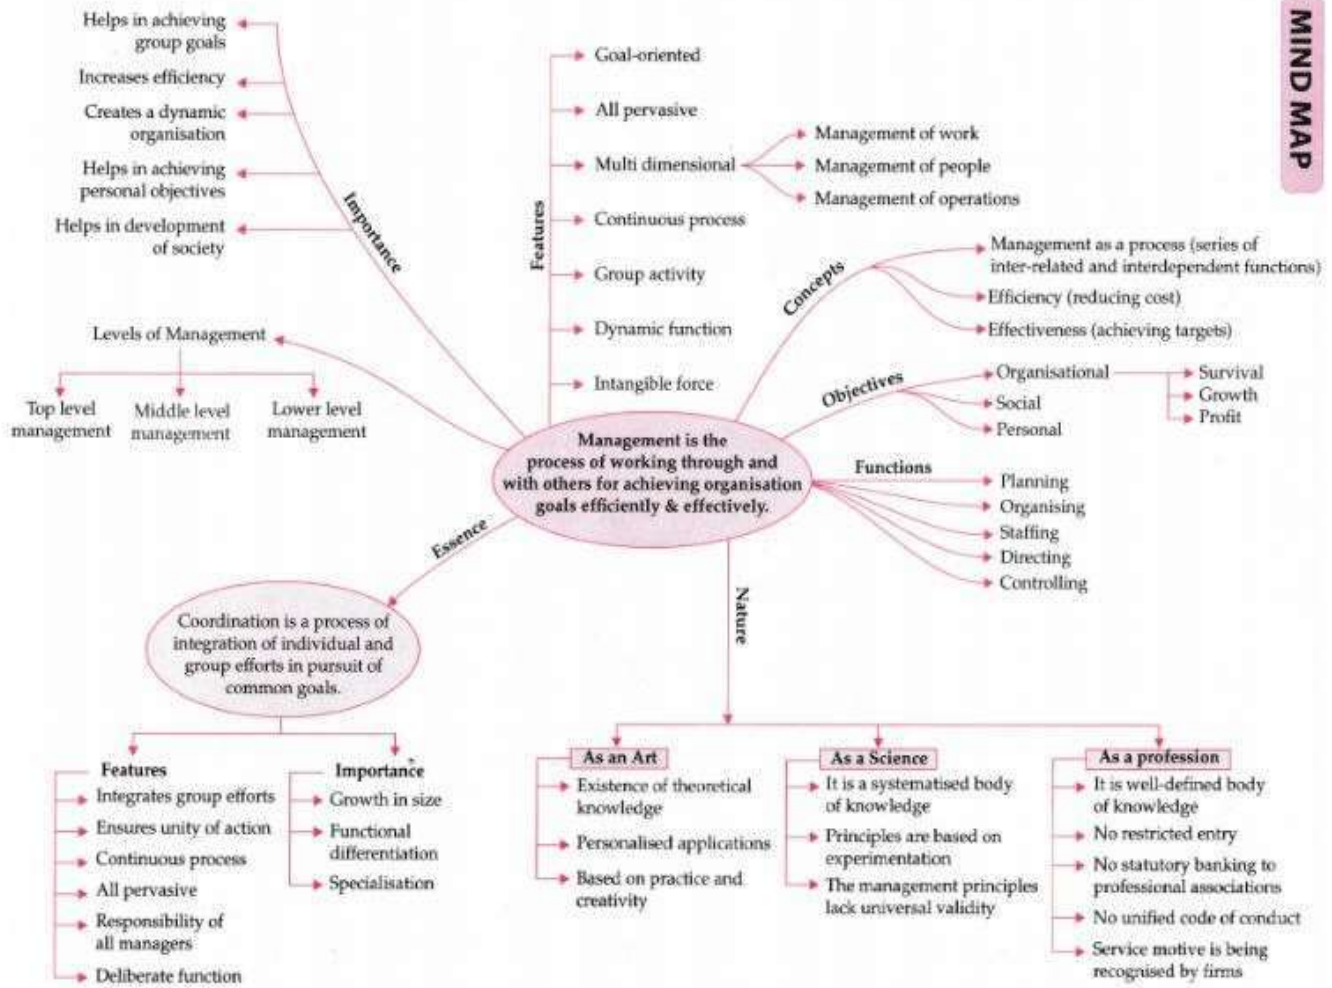 MIND MAP
Helps in achieving
group goals
Increases efficiency
Creates a dynamic
organisation
Helps in achieving
personal objectives
Helps in development
of society
Importance
Features
Goal-oriented
All pervasive
Multi dimensional
Management of work
Management of people
Management of operations
Continuous process
Group activity
Dynamic function
Intangible force
Concepts
Management as a process (series of
inter-related and interdependent functions)
Efficiency (reducing cost)
Effectiveness (achieving targets)
Objectives
Organisational
Survival
Growth
Profit
Social
Personal
Functions
Planning
Organising
Staffing
Directing
Controlling
Levels of Management
Top level
management
Middle level
management
Lower level
management
Management is the
process of working through and
with others for achieving organisation
goals efficiently & effectively.
Essence
Coordination is a process of
integration of individual and
group efforts in pursuit of
common goals.
Features
Integrates group efforts
Ensures unity of action
Continuous process
All pervasive
Responsibility of
all managers
Deliberate function
Importance
Growth in size
Functional
differentiation
Specialisation
Nature
As an Art
Existence of theoretical
knowledge
Personalised applications
Based on practice and
creativity
As a Science
It is a systematised body
of knowledge
Principles are based on
experimentation
The management principles
lack universal validity
As a profession
It is well-defined body
of knowledge
No restricted entry
No statutory banking to
professional associations
No unified code of conduct
Service motive is being
recognised by firms